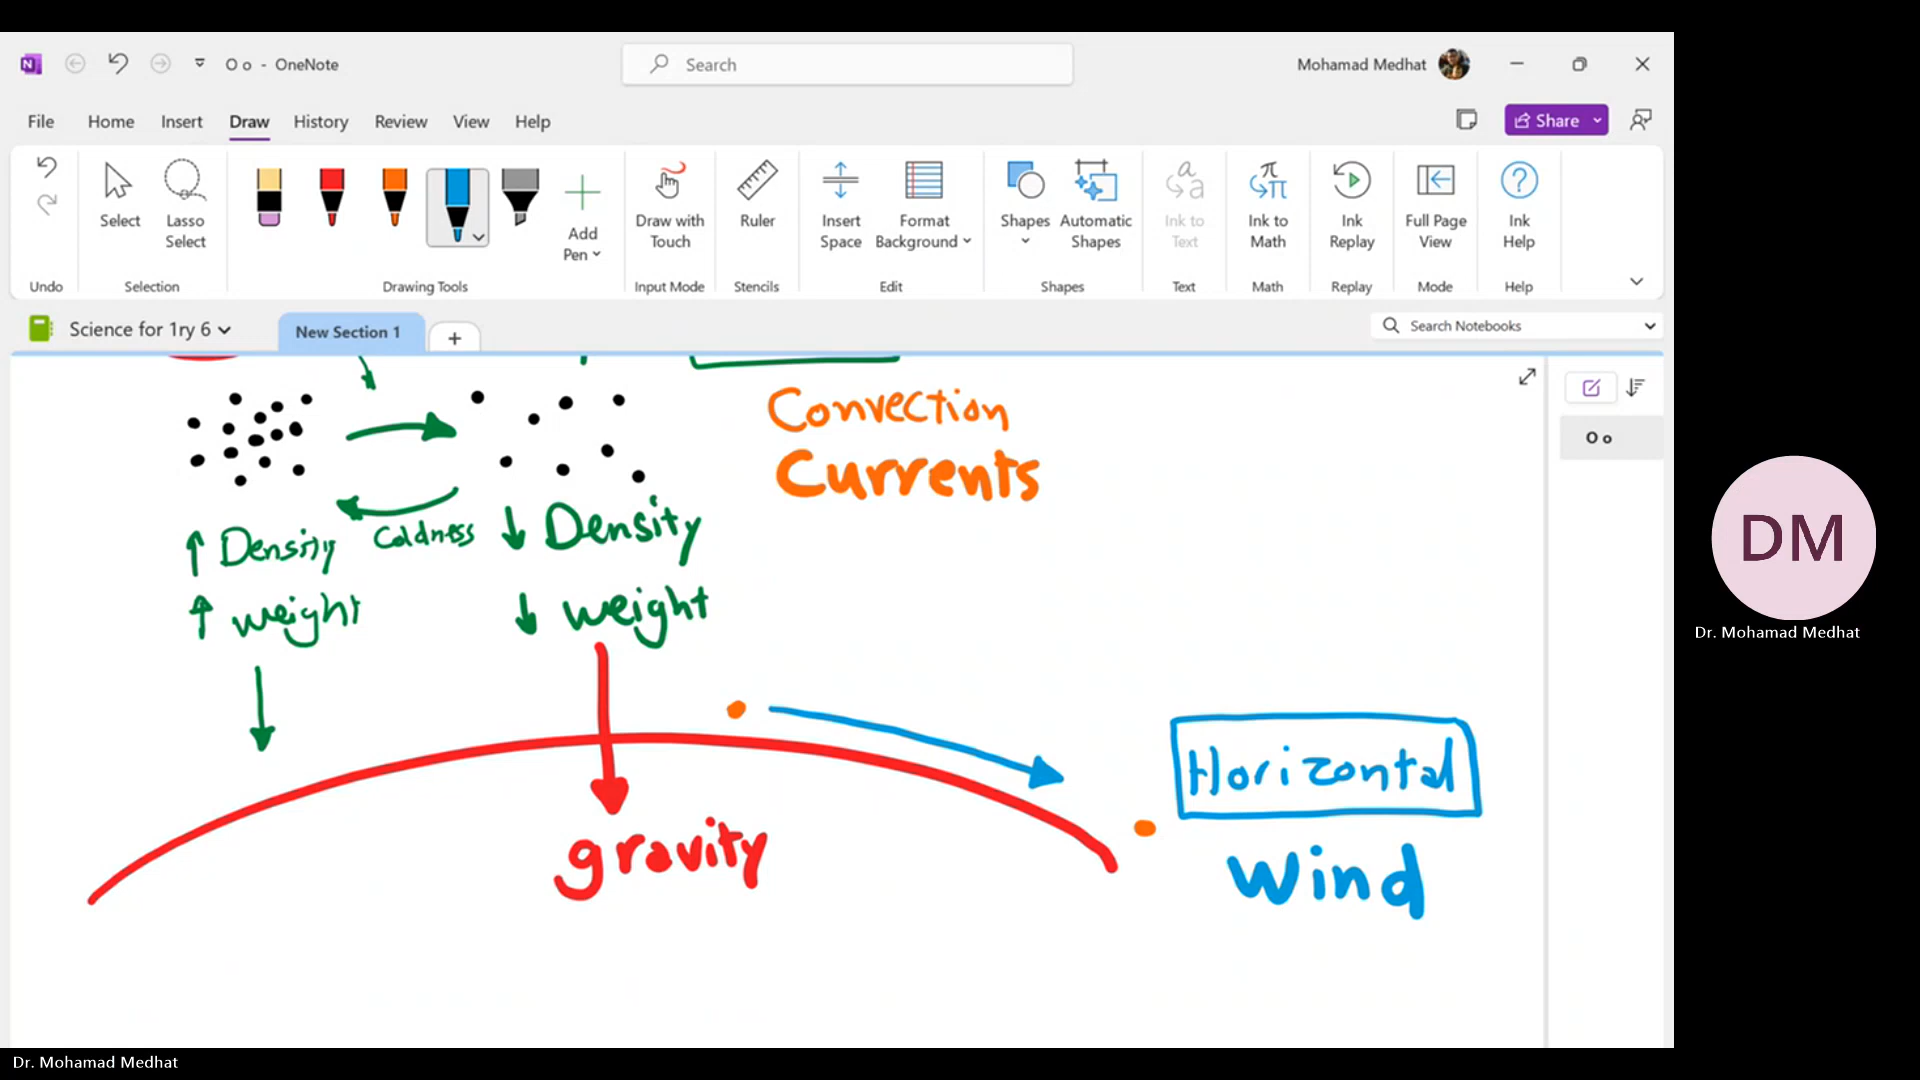 O o - OneNote
Search
Mohamad Medhat
File Home Insert Draw History Review View Help
Share
Select
Lasso Select
Add Pen
Draw with Touch
Ruler
Insert Space
Format Background
Shapes
Automatic Shapes
Ink to Text
Ink to Math
Ink Replay
Full Page View
Ink Help
Undo Selection Drawing Tools Input Mode Stencils Edit Shapes Text Math Replay Mode Help
Science for 1ry 6
New Section 1
Search Notebooks
O o
Convection
Currents
Density
Coldness
Density
weight
weight
gravity
Horizontal
Wind
DM
Dr. Mohamad Medhat
Dr. Mohamad Medhat